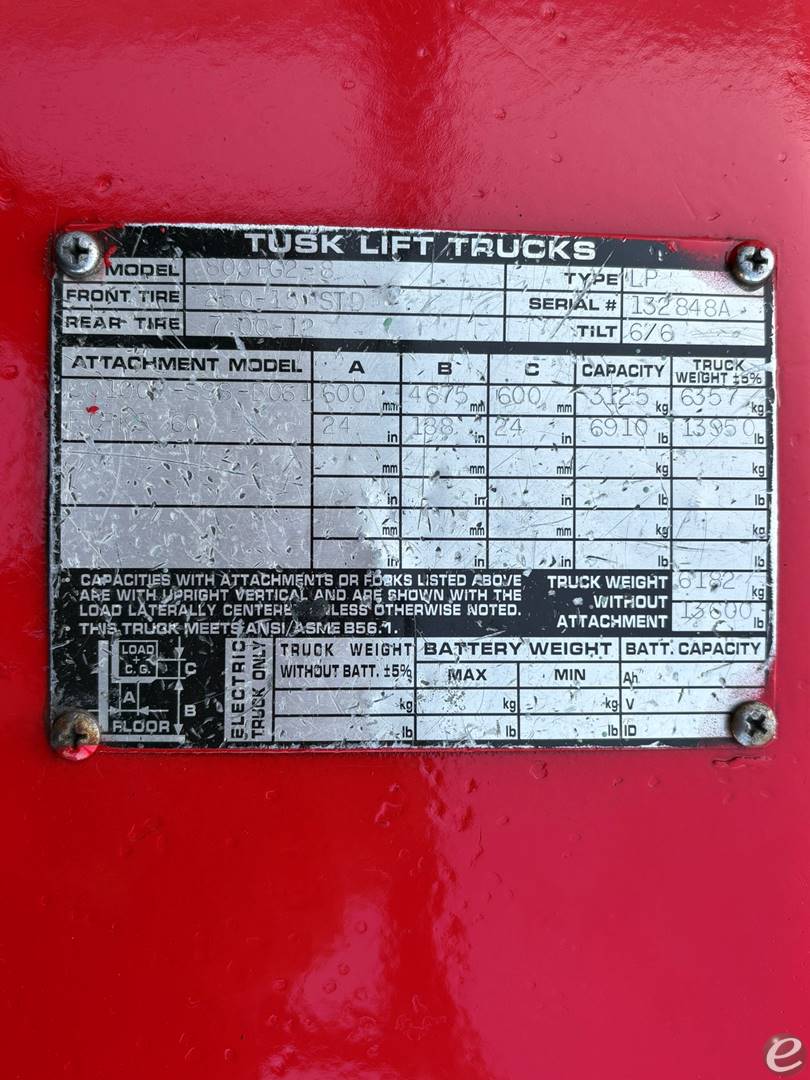 TUSK LIFT TRUCKS
MODEL 600PG2-8 TYPE LP
FRONT TIRE STD SERIAL # 132848A
REAR TIRE 7.00-12 TILT 6/6
ATTACHMENT MODEL A B C CAPACITY TRUCK WEIGHT ±5%
600 mm 4675 mm 600 mm 3125 kg 6357 kg
24 in 188 in 24 in 6910 lb 13950 lb
mm mm mm kg kg
in in in lb lb
mm mm mm kg kg
in in in lb lb
CAPACITIES WITH ATTACHMENTS OR FORKS LISTED ABOVE
ARE WITH UPRIGHT VERTICAL AND ARE SHOWN WITH THE
LOAD LATERALLY CENTERED UNLESS OTHERWISE NOTED.
THIS TRUCK MEETS ANSI/ASME B56.1.
TRUCK WEIGHT 6182
WITHOUT
ATTACHMENT 13600 lb
LOAD
C.G.
C
A
B
FLOOR
ELECTRIC
TRUCK ONLY
TRUCK WEIGHT WITHOUT BATT. ±5% BATTERY WEIGHT BATT. CAPACITY
MAX MIN Ah
kg kg kg V
lb lb lb ID
e